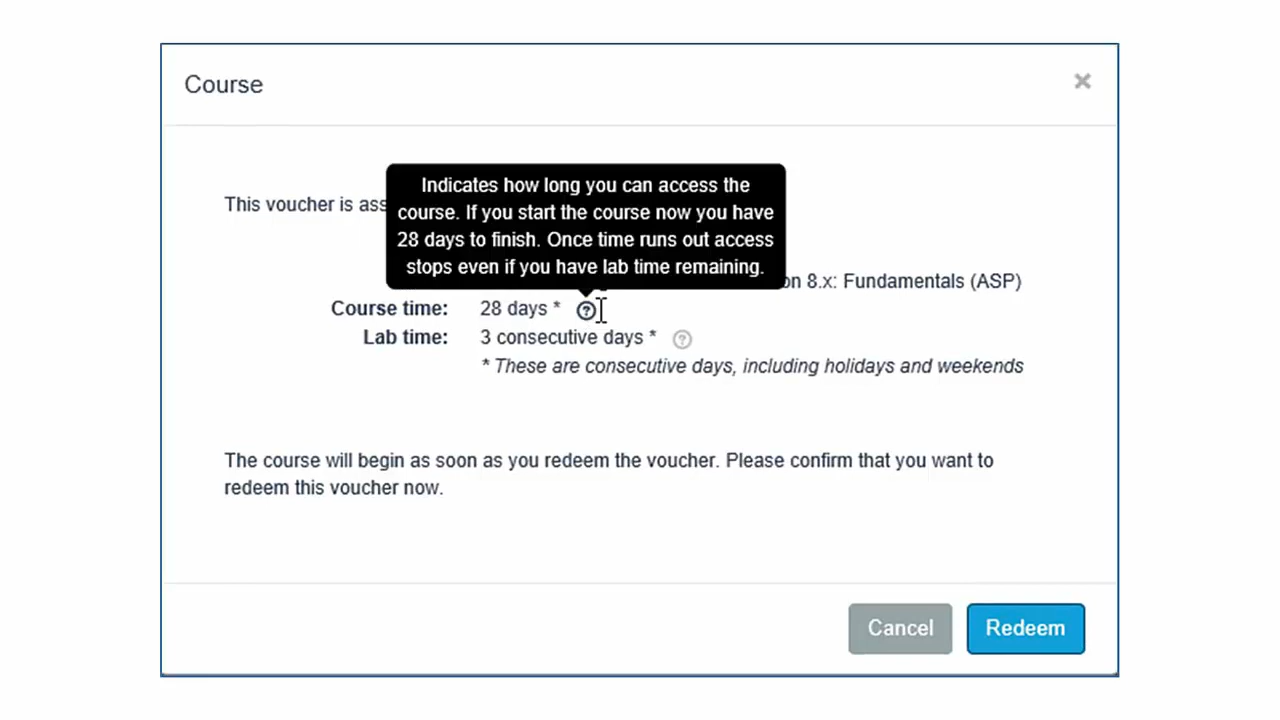 Course
×
Indicates how long you can access the
This voucher is ass
course. If you start the course now you have
28 days to finish. Once time runs out access
stops even if you have lab time remaining.
on 8.x: Fundamentals (ASP)
Course time: 28 days * ?
Lab time: 3 consecutive days * ?
* These are consecutive days, including holidays and weekends
The course will begin as soon as you redeem the voucher. Please confirm that you want to
redeem this voucher now.
Cancel Redeem